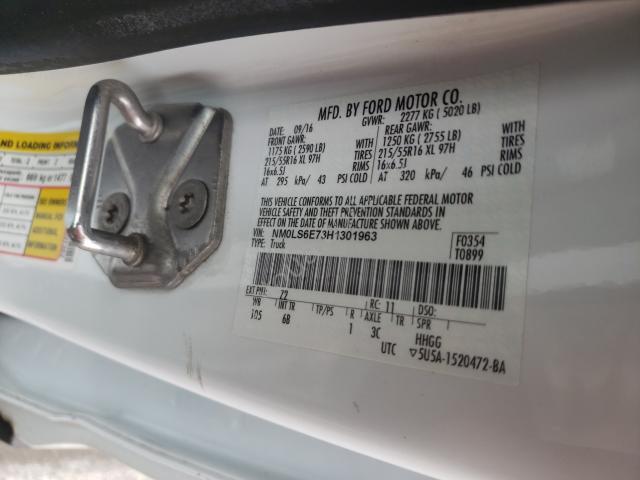 MFD. BY FORD MOTOR CO.
09/16 GVWR: 2277 KG ( 5020 LB)
FRONT GAWR: REAR GAWR:
1175 KG ( 2590 LB) 1250 KG ( 2755 LB)
215/55R16 XL 97H TIRES 215/55R16 XL 97H TIRES
16x6.5J RIMS 16x6.5J RIMS
AT 295 kPa/ 43 PSI COLD AT 320 kPa/ 46 PSI COLD
THIS VEHICLE CONFORMS TO ALL APPLICABLE FEDERAL MOTOR
VEHICLE SAFETY AND THEFT PREVENTION STANDARDS IN
EFFECT ON THE DATE OF MANUFACTURE SHOWN ABOVE.
VIN: NM0LS6E73H1301963
TYPE: Truck
F0354
T0899
EXT PNT: Z2 RC: 11 DSO:
WB INT TR TP/PS R AXLE TR SPR
105 6B 1 3C HHGG
UTC 5U5A-1520472-BA
AND LOADING INFORM